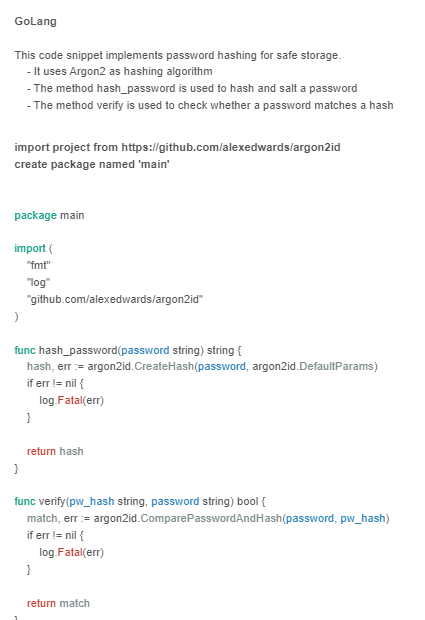 GoLang
This code snippet implements password hashing for safe storage.
- It uses Argon2 as hashing algorithm
- The method hash_password is used to hash and salt a password
- The method verify is used to check whether a password matches a hash
import project from https://github.com/alexedwards/argon2id
create package named 'main'
package main
import (
"fmt"
"log"
"github.com/alexedwards/argon2id"
)
func hash_password(password string) string {
hash, err := argon2id.CreateHash(password, argon2id.DefaultParams)
if err != nil {
log.Fatal(err)
}
return hash
}
func verify(pw_hash string, password string) bool {
match, err := argon2id.ComparePasswordAndHash(password, pw_hash)
if err != nil {
log.Fatal(err)
}
return match
}